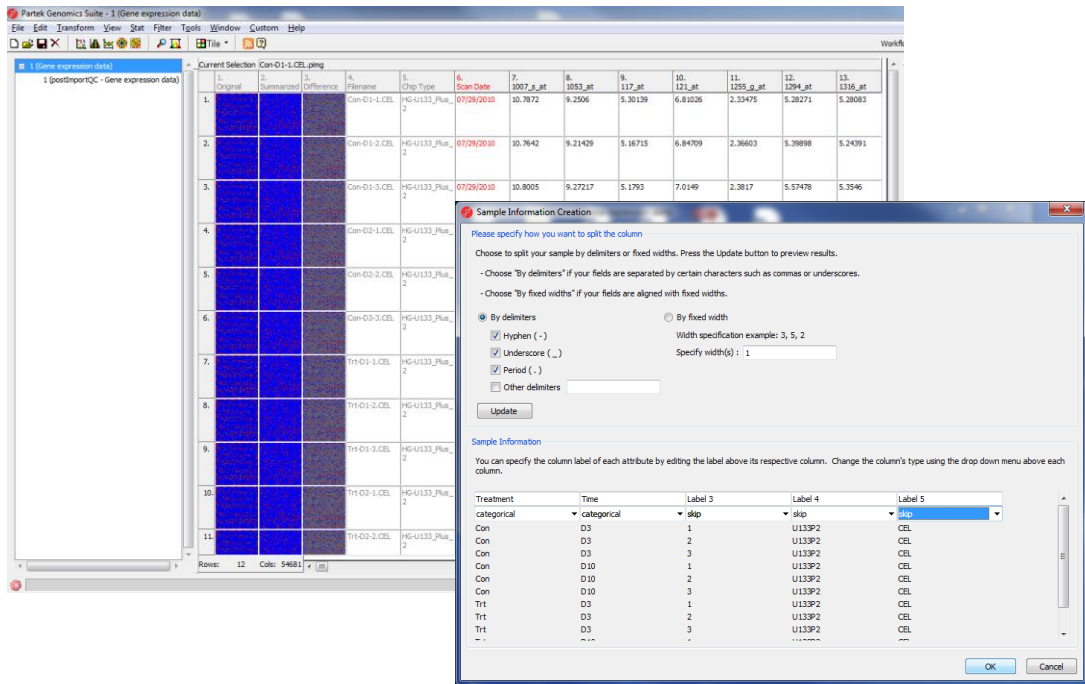 Partek Genomics Suite - 1 (Gene expression data)
File Edit Transform View Stat Filter Tools Window Custom Help
Tile
1 (Gene expression data)
1 (postImportQC - Gene expression data)
Current Selection Con-D1-1.CEL.pimg
1. Original 2. Summarized 3. Difference 4. Filename 5. Chip Type 6. Scan Date 7. 1007_s_at 8. 1053_at 9. 117_at 10. 121_at 11. 1255_g_at 12. 1294_at 13. 1316_at
1. Con-D1-1.CEL HG-U133_Plus_2 07/29/2010 10.7872 9.2506 5.30139 6.81026 2.33475 5.28271 5.28083
2. Con-D1-2.CEL HG-U133_Plus_2 07/29/2010 10.7642 9.21429 5.16715 6.84709 2.36603 5.39898 5.24391
3. Con-D1-3.CEL HG-U133_Plus_2 07/29/2010 10.8005 9.27217 5.1793 7.0149 2.3817 5.57478 5.3546
4. Con-D2-1.CEL HG-U133_Plus_2
5. Con-D2-2.CEL HG-U133_Plus_2
6. Con-D3-3.CEL HG-U133_Plus_2
7. Trt-D1-1.CEL HG-U133_Plus_2
8. Trt-D1-2.CEL HG-U133_Plus_2
9. Trt-D1-3.CEL HG-U133_Plus_2
10. Trt-D2-1.CEL HG-U133_Plus_2
11. Trt-D2-2.CEL HG-U133_Plus_2
Rows: 12 Cols: 54681
Sample Information Creation
Please specify how you want to split the column
Choose to split your sample by delimiters or fixed widths. Press the Update button to preview results.
- Choose "By delimiters" if your fields are separated by certain characters such as commas or underscores.
- Choose "By fixed widths" if your fields are aligned with fixed widths.
By delimiters By fixed width
Hyphen ( - ) Width specification example: 3, 5, 2
Underscore ( _ ) Specify width(s) : 1
Period ( . )
Other delimiters
Update
Sample Information
You can specify the column label of each attribute by editing the label above its respective column. Change the column's type using the drop down menu above each
column.
Treatment Time Label 3 Label 4 Label 5
categorical categorical skip skip skip
Con D3 1 U133P2 CEL
Con D3 2 U133P2 CEL
Con D3 3 U133P2 CEL
Con D10 1 U133P2 CEL
Con D10 2 U133P2 CEL
Con D10 3 U133P2 CEL
Trt D3 1 U133P2 CEL
Trt D3 2 U133P2 CEL
Trt D3 3 U133P2 CEL
OK Cancel